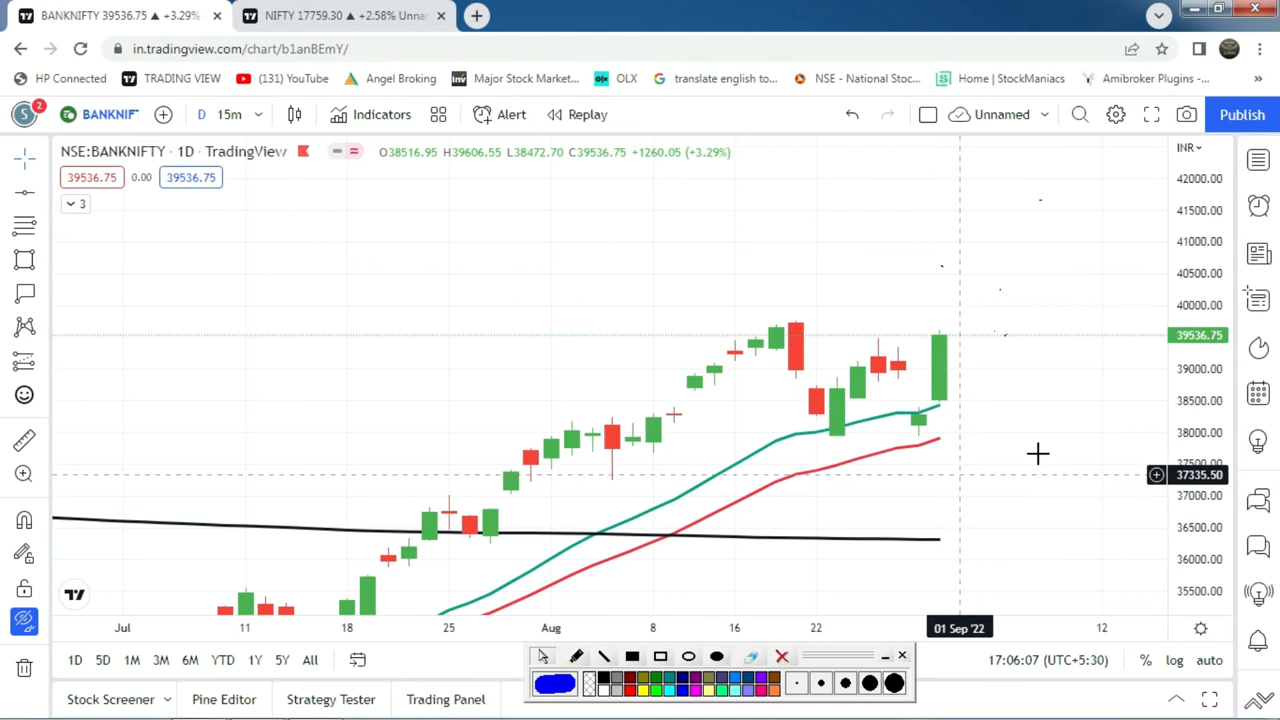 BANKNIFTY 39536.75 ▲ +3.29%
NIFTY 17759.30 ▲ +2.58% Unna
in.tradingview.com/chart/b1anBEmY/
HP Connected
TRADING VIEW
(131) YouTube
Angel Broking
Major Stock Market...
OLX
translate english to...
NSE - National Stoc...
Home | StockManiacs
Amibroker Plugins -...
S
2
BANKNIF
D
15m
Indicators
Alert
Replay
Unnamed
Publish
NSE:BANKNIFTY · 1D · TradingView
O38516.95 H39606.55 L38472.70 C39536.75 +1260.05 (+3.29%)
INR
39536.75
0.00
39536.75
3
42000.00
41500.00
41000.00
40500.00
40000.00
39536.75
39000.00
38500.00
38000.00
37500.00
37335.50
37000.00
36500.00
36000.00
35500.00
Jul
11
18
25
Aug
8
16
22
01 Sep '22
12
1D
5D
1M
3M
6M
YTD
1Y
5Y
All
17:06:07 (UTC+5:30)
%
log
auto
Stock Screener
Pine Editor
Strategy Tester
Trading Panel